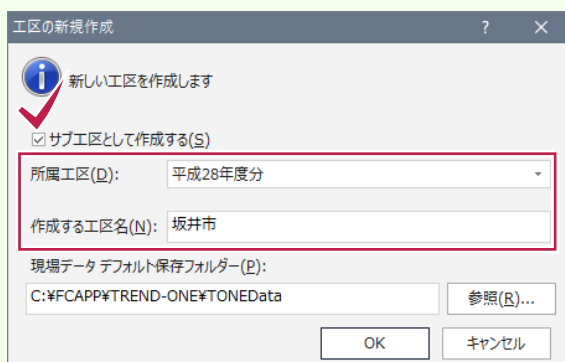 工区の新規作成 ? ×
新しい工区を作成します
サブ工区として作成する(S)
所属工区(D): 平成28年度分
作成する工区名(N): 坂井市
現場データ デフォルト保存フォルダー(P):
C:¥FCAPP¥TREND-ONE¥TONEData 参照(R)...
OK キャンセル